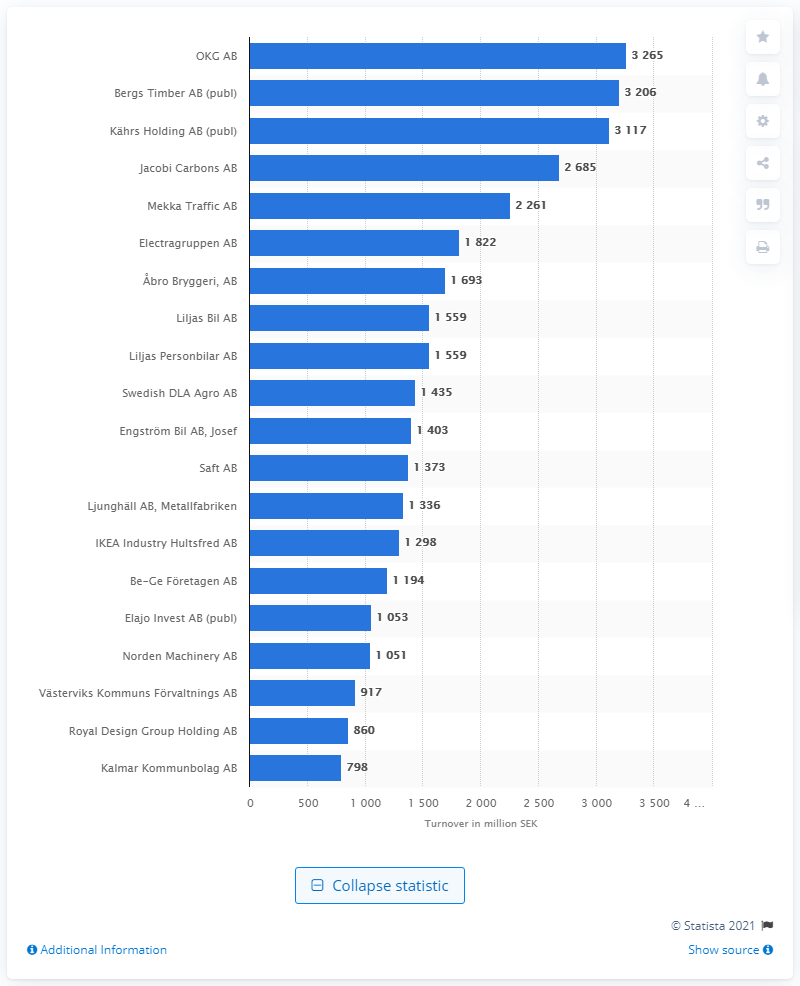 OKG AB 3 265
Bergs Timber AB (publ) 3 206
Kährs Holding AB (publ) 3 117
Jacobi Carbons AB 2 685
Mekka Traffic AB 2 261
Electragruppen AB 1 822
Åbro Bryggeri, AB 1 693
Liljas Bil AB 1 559
Liljas Personbilar AB 1 559
Swedish DLA Agro AB 1 435
Engström Bil AB, Josef 1 403
Saft AB 1 373
Ljunghäll AB, Metallfabriken 1 336
IKEA Industry Hultsfred AB 1 298
Be-Ge Företagen AB 1 194
Elajo Invest AB (publ) 1 053
Norden Machinery AB 1 051
Västerviks Kommuns Förvaltnings AB 917
Royal Design Group Holding AB 860
Kalmar Kommunbolag AB 798
0 500 1 000 1 500 2 000 2 500 3 000 3 500 4 ...
Turnover in million SEK
Collapse statistic
© Statista 2021
Additional Information Show source